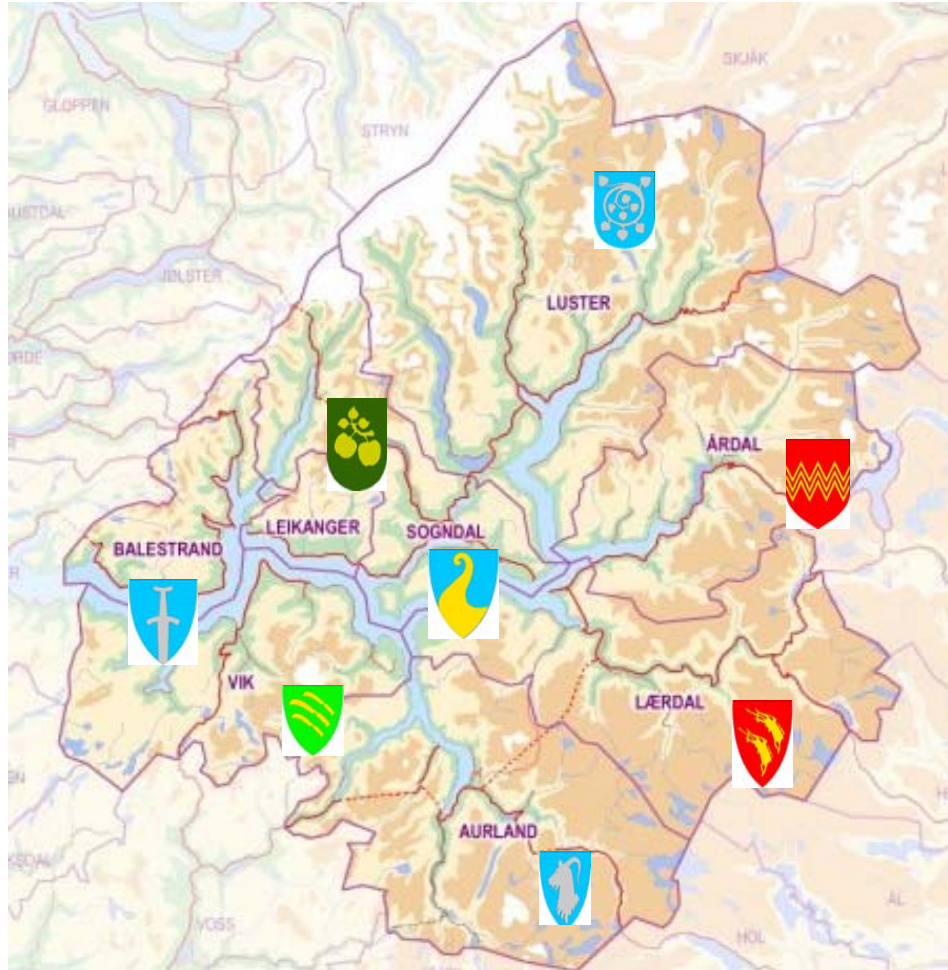 SKJÅK
GLOPPEN
STRYN
JØLSTER
LUSTER
ÅRDAL
LEIKANGER
SOGNDAL
BALESTRAND
VIK
LÆRDAL
AURLAND
VOSS
HOL
ÅL